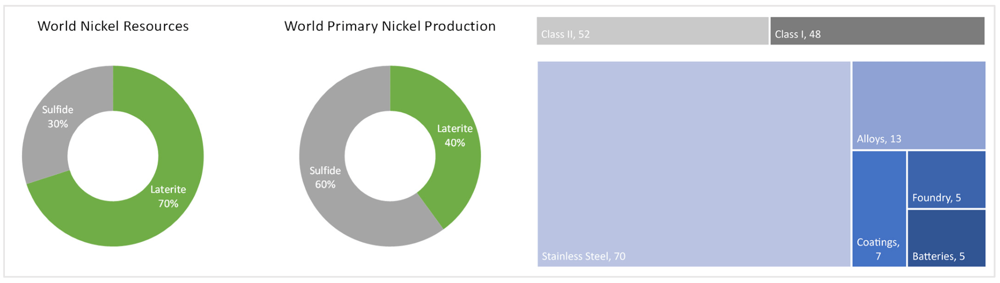 World Nickel Resources
Sulfide
30%
Laterite
70%
World Primary Nickel Production
Laterite
40%
Sulfide
60%
Class II, 52
Class I, 48
Stainless Steel, 70
Alloys, 13
Coatings,
7
Foundry, 5
Batteries, 5